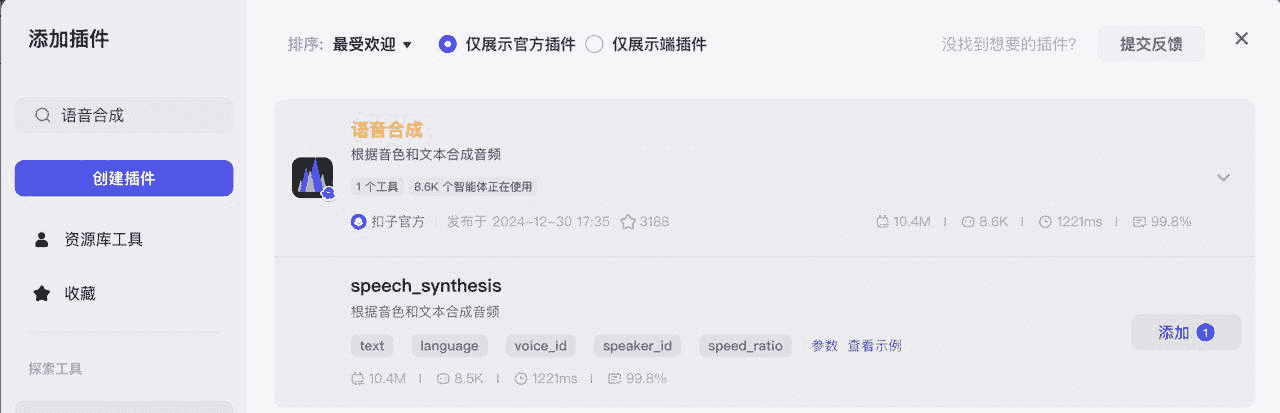 添加插件
语音合成
创建插件
资源库工具
收藏
探索工具
排序: 最受欢迎 仅展示官方插件 仅展示端插件 没找到想要的插件? 提交反馈
语音合成
根据音色和文本合成音频
1 个工具 8.6K 个智能体正在使用
扣子官方 发布于 2024-12-30 17:35 3188 10.4M 8.6K 1221ms 99.8%
speech_synthesis
根据音色和文本合成音频
text language voice_id speaker_id speed_ratio 参数 查看示例
添加 1
10.4M 8.5K 1221ms 99.8%